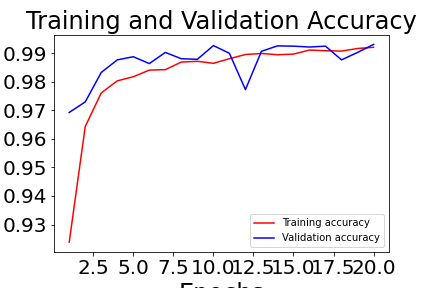 Training and Validation Accuracy
0.99
0.98
0.97
0.96
0.95
0.94
0.93
Training accuracy
Validation accuracy
2.5 5.0 7.5 10.0 12.5 15.0 17.5 20.0
Epochs